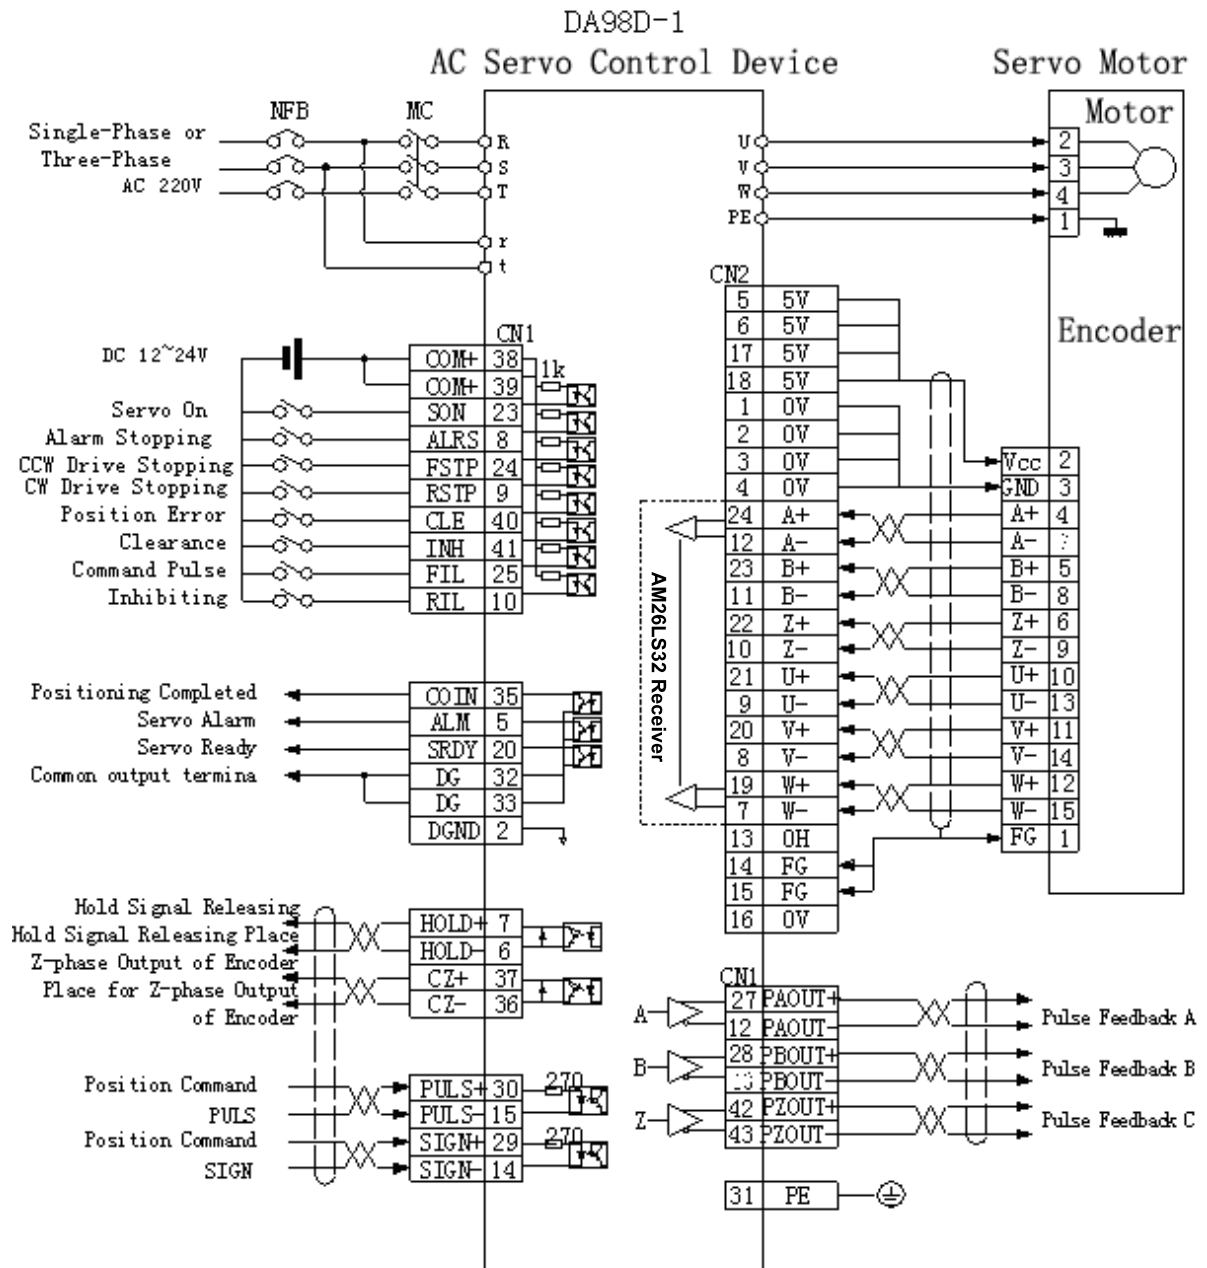 DA98D-1
AC Servo Control Device
Servo Motor
NFB
MC
Single-Phase or
Three-Phase
AC 220V
R
S
T
r
t
U
V
W
PE
Motor
2
3
4
1
CN2
5 5V
6 5V
17 5V
18 5V
1 0V
2 0V
3 0V
4 0V
24 A+
12 A-
23 B+
11 B-
22 Z+
10 Z-
21 U+
9 U-
20 V+
8 V-
19 W+
7 W-
13 0H
14 FG
15 FG
16 0V
AM26LS32 Receiver
Encoder
Vcc 2
GND 3
A+ 4
A-
B+ 5
B- 8
Z+ 6
Z- 9
U+ 10
U- 13
V+ 11
V- 14
W+ 12
W- 15
FG 1
CN1
DC 12~24V
COM+ 38
COM+ 39
1k
Servo On SON 23
Alarm Stopping ALRS 8
CCW Drive Stopping FSTP 24
CW Drive Stopping RSTP 9
Position Error CLE 40
Clearance INH 41
Command Pulse FIL 25
Inhibiting RIL 10
Positioning Completed COIN 35
Servo Alarm ALM 5
Servo Ready SRDY 20
Common output termina DG 32
DG 33
DGND 2
Hold Signal Releasing HOLD+ 7
Hold Signal Releasing Place HOLD- 6
Z-phase Output of Encoder CZ+ 37
Place for Z-phase Output CZ- 36
of Encoder
Position Command PULS+ 30 270
PULS PULS- 15
Position Command SIGN+ 29 270
SIGN SIGN- 14
CN1
A 27 PAOUT+
12 PAOUT- Pulse Feedback A
B 28 PBOUT+
PBOUT- Pulse Feedback B
Z 42 PZOUT+
43 PZOUT- Pulse Feedback C
31 PE